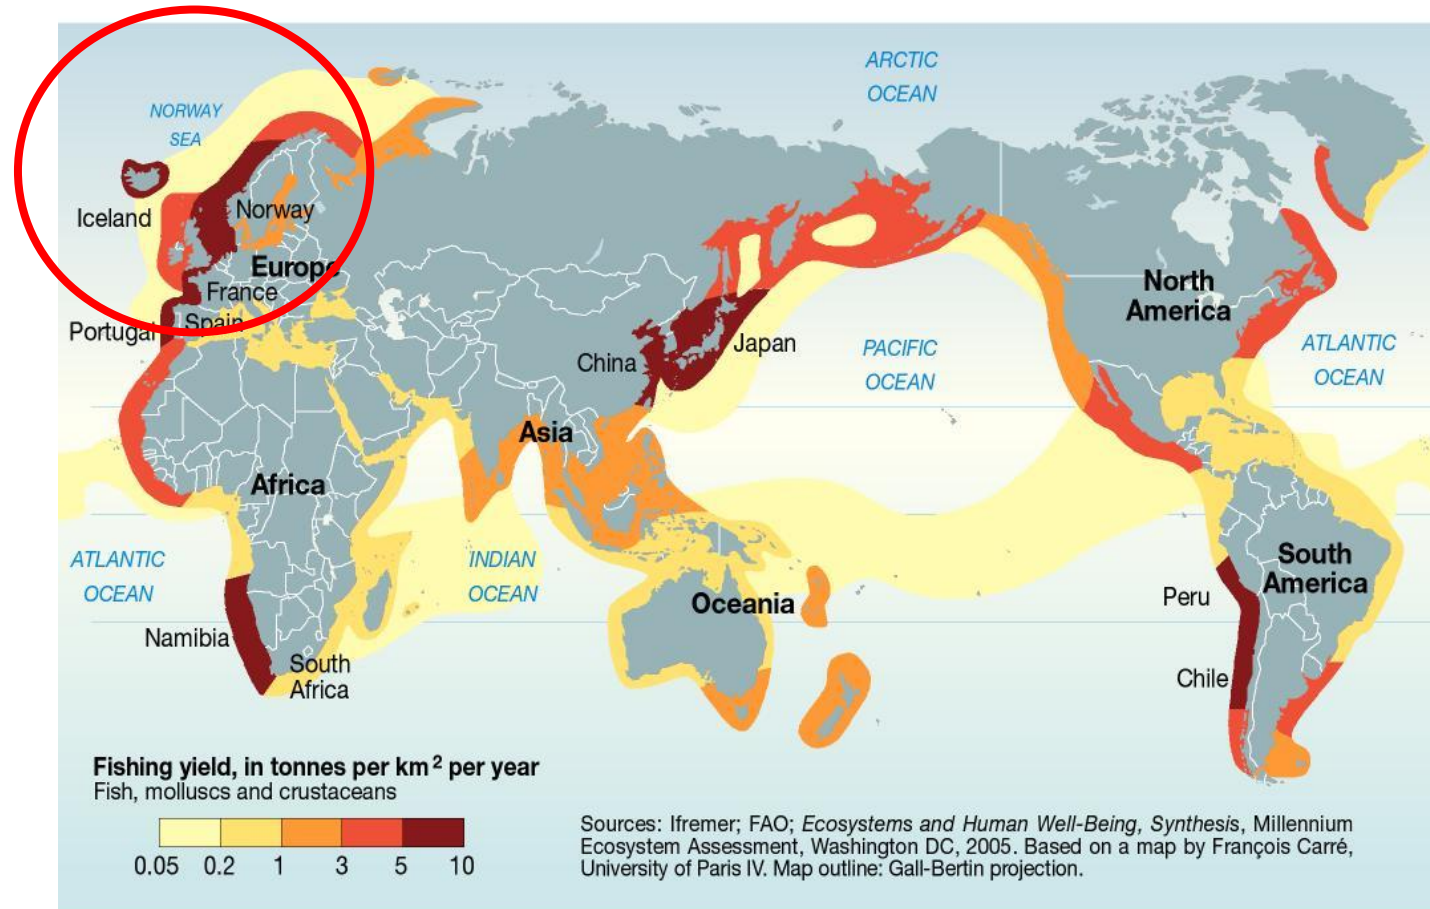 ARCTIC
OCEAN
NORWAY
SEA
Iceland
Norway
Europe
France
Portugal
Spain
North
America
China
Japan
PACIFIC
OCEAN
ATLANTIC
OCEAN
Asia
Africa
ATLANTIC
OCEAN
INDIAN
OCEAN
Oceania
South
America
Peru
Namibia
South
Africa
Chile
Fishing yield, in tonnes per km² per year
Fish, molluscs and crustaceans
0.05 0.2 1 3 5 10
Sources: Ifremer; FAO; Ecosystems and Human Well-Being, Synthesis, Millennium
Ecosystem Assessment, Washington DC, 2005. Based on a map by François Carré,
University of Paris IV. Map outline: Gall-Bertin projection.